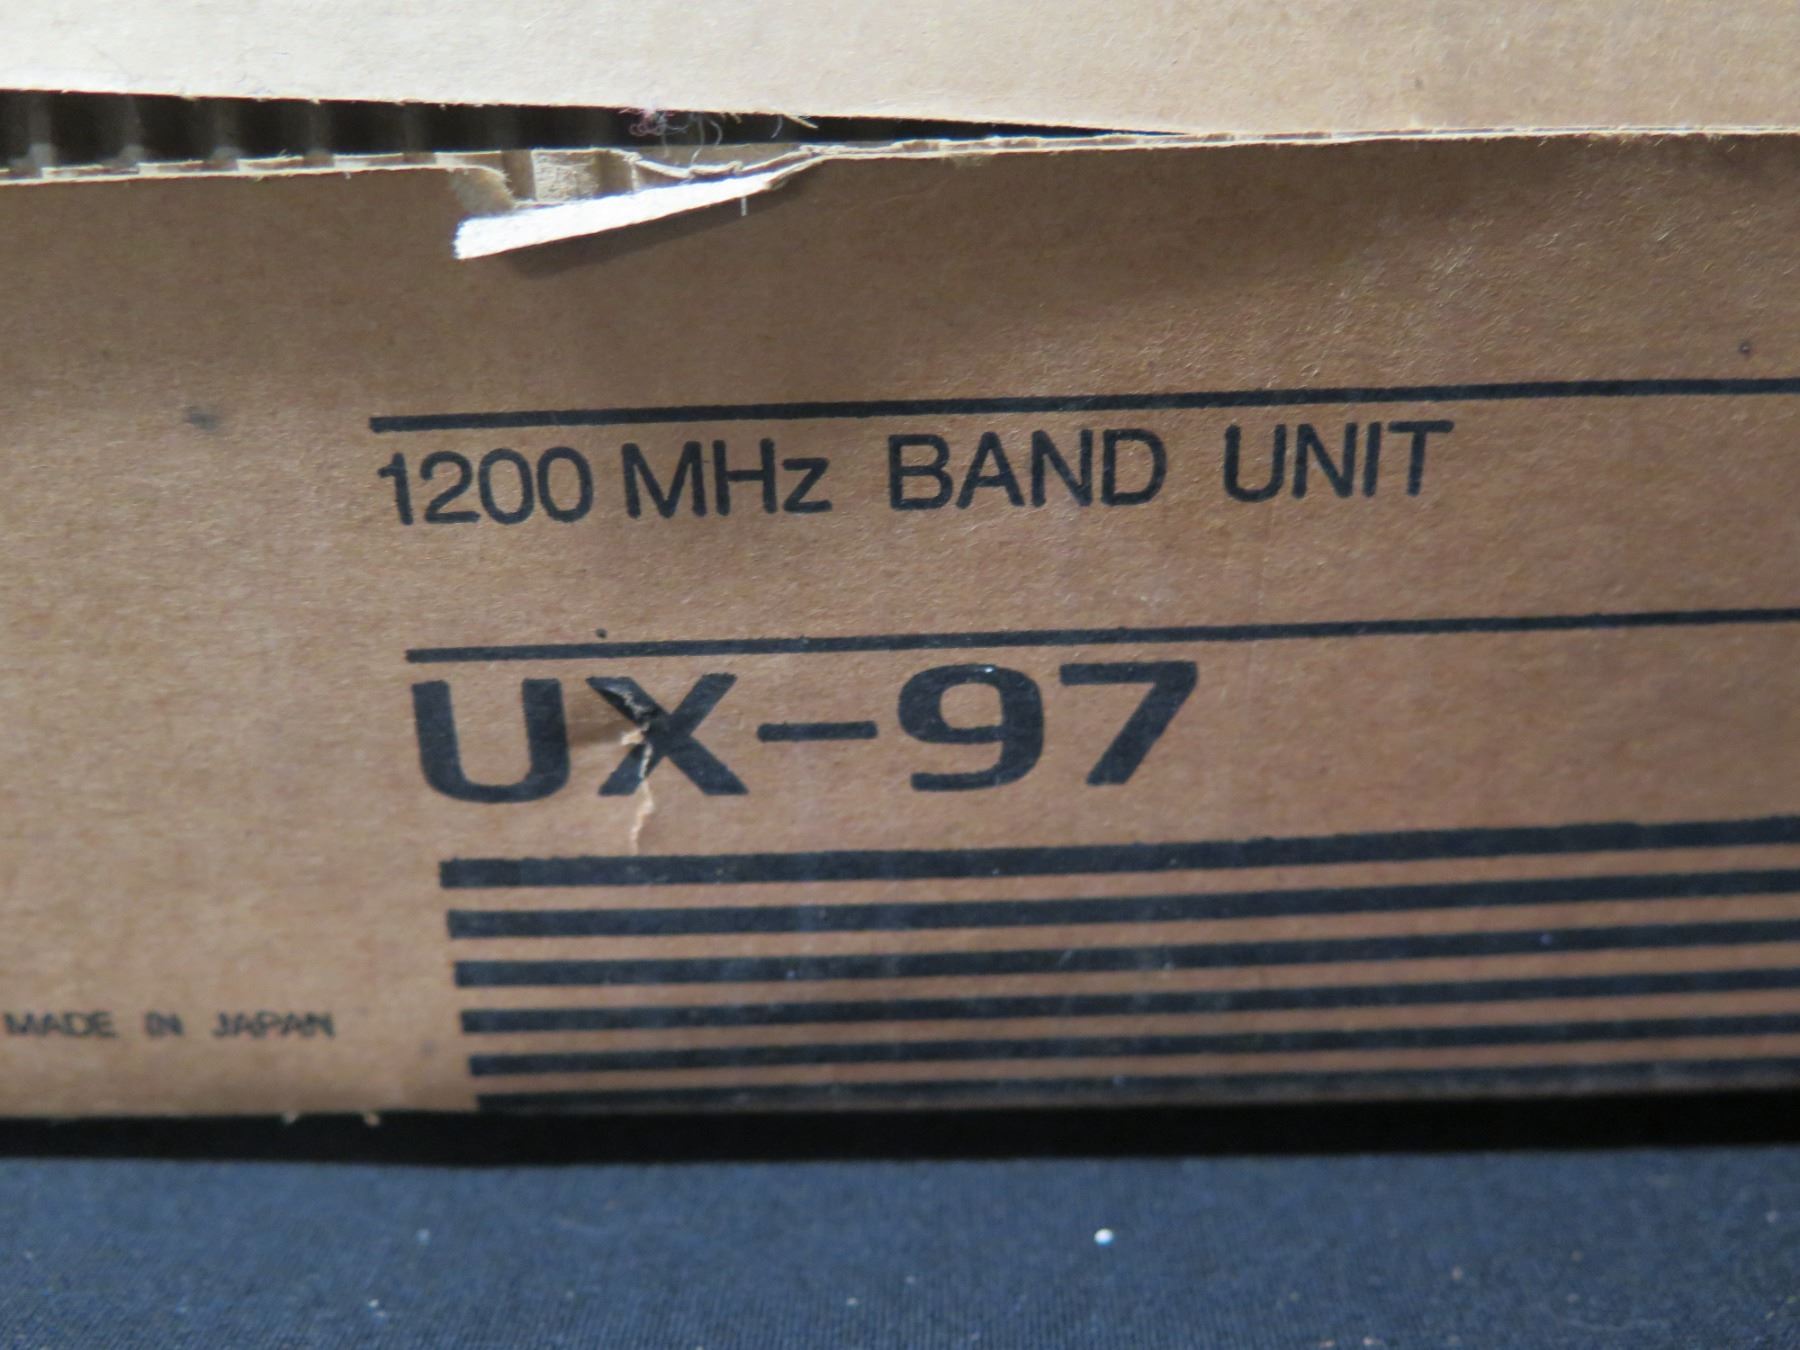 1200 MHz BAND UNIT
UX-97
MADE IN JAPAN